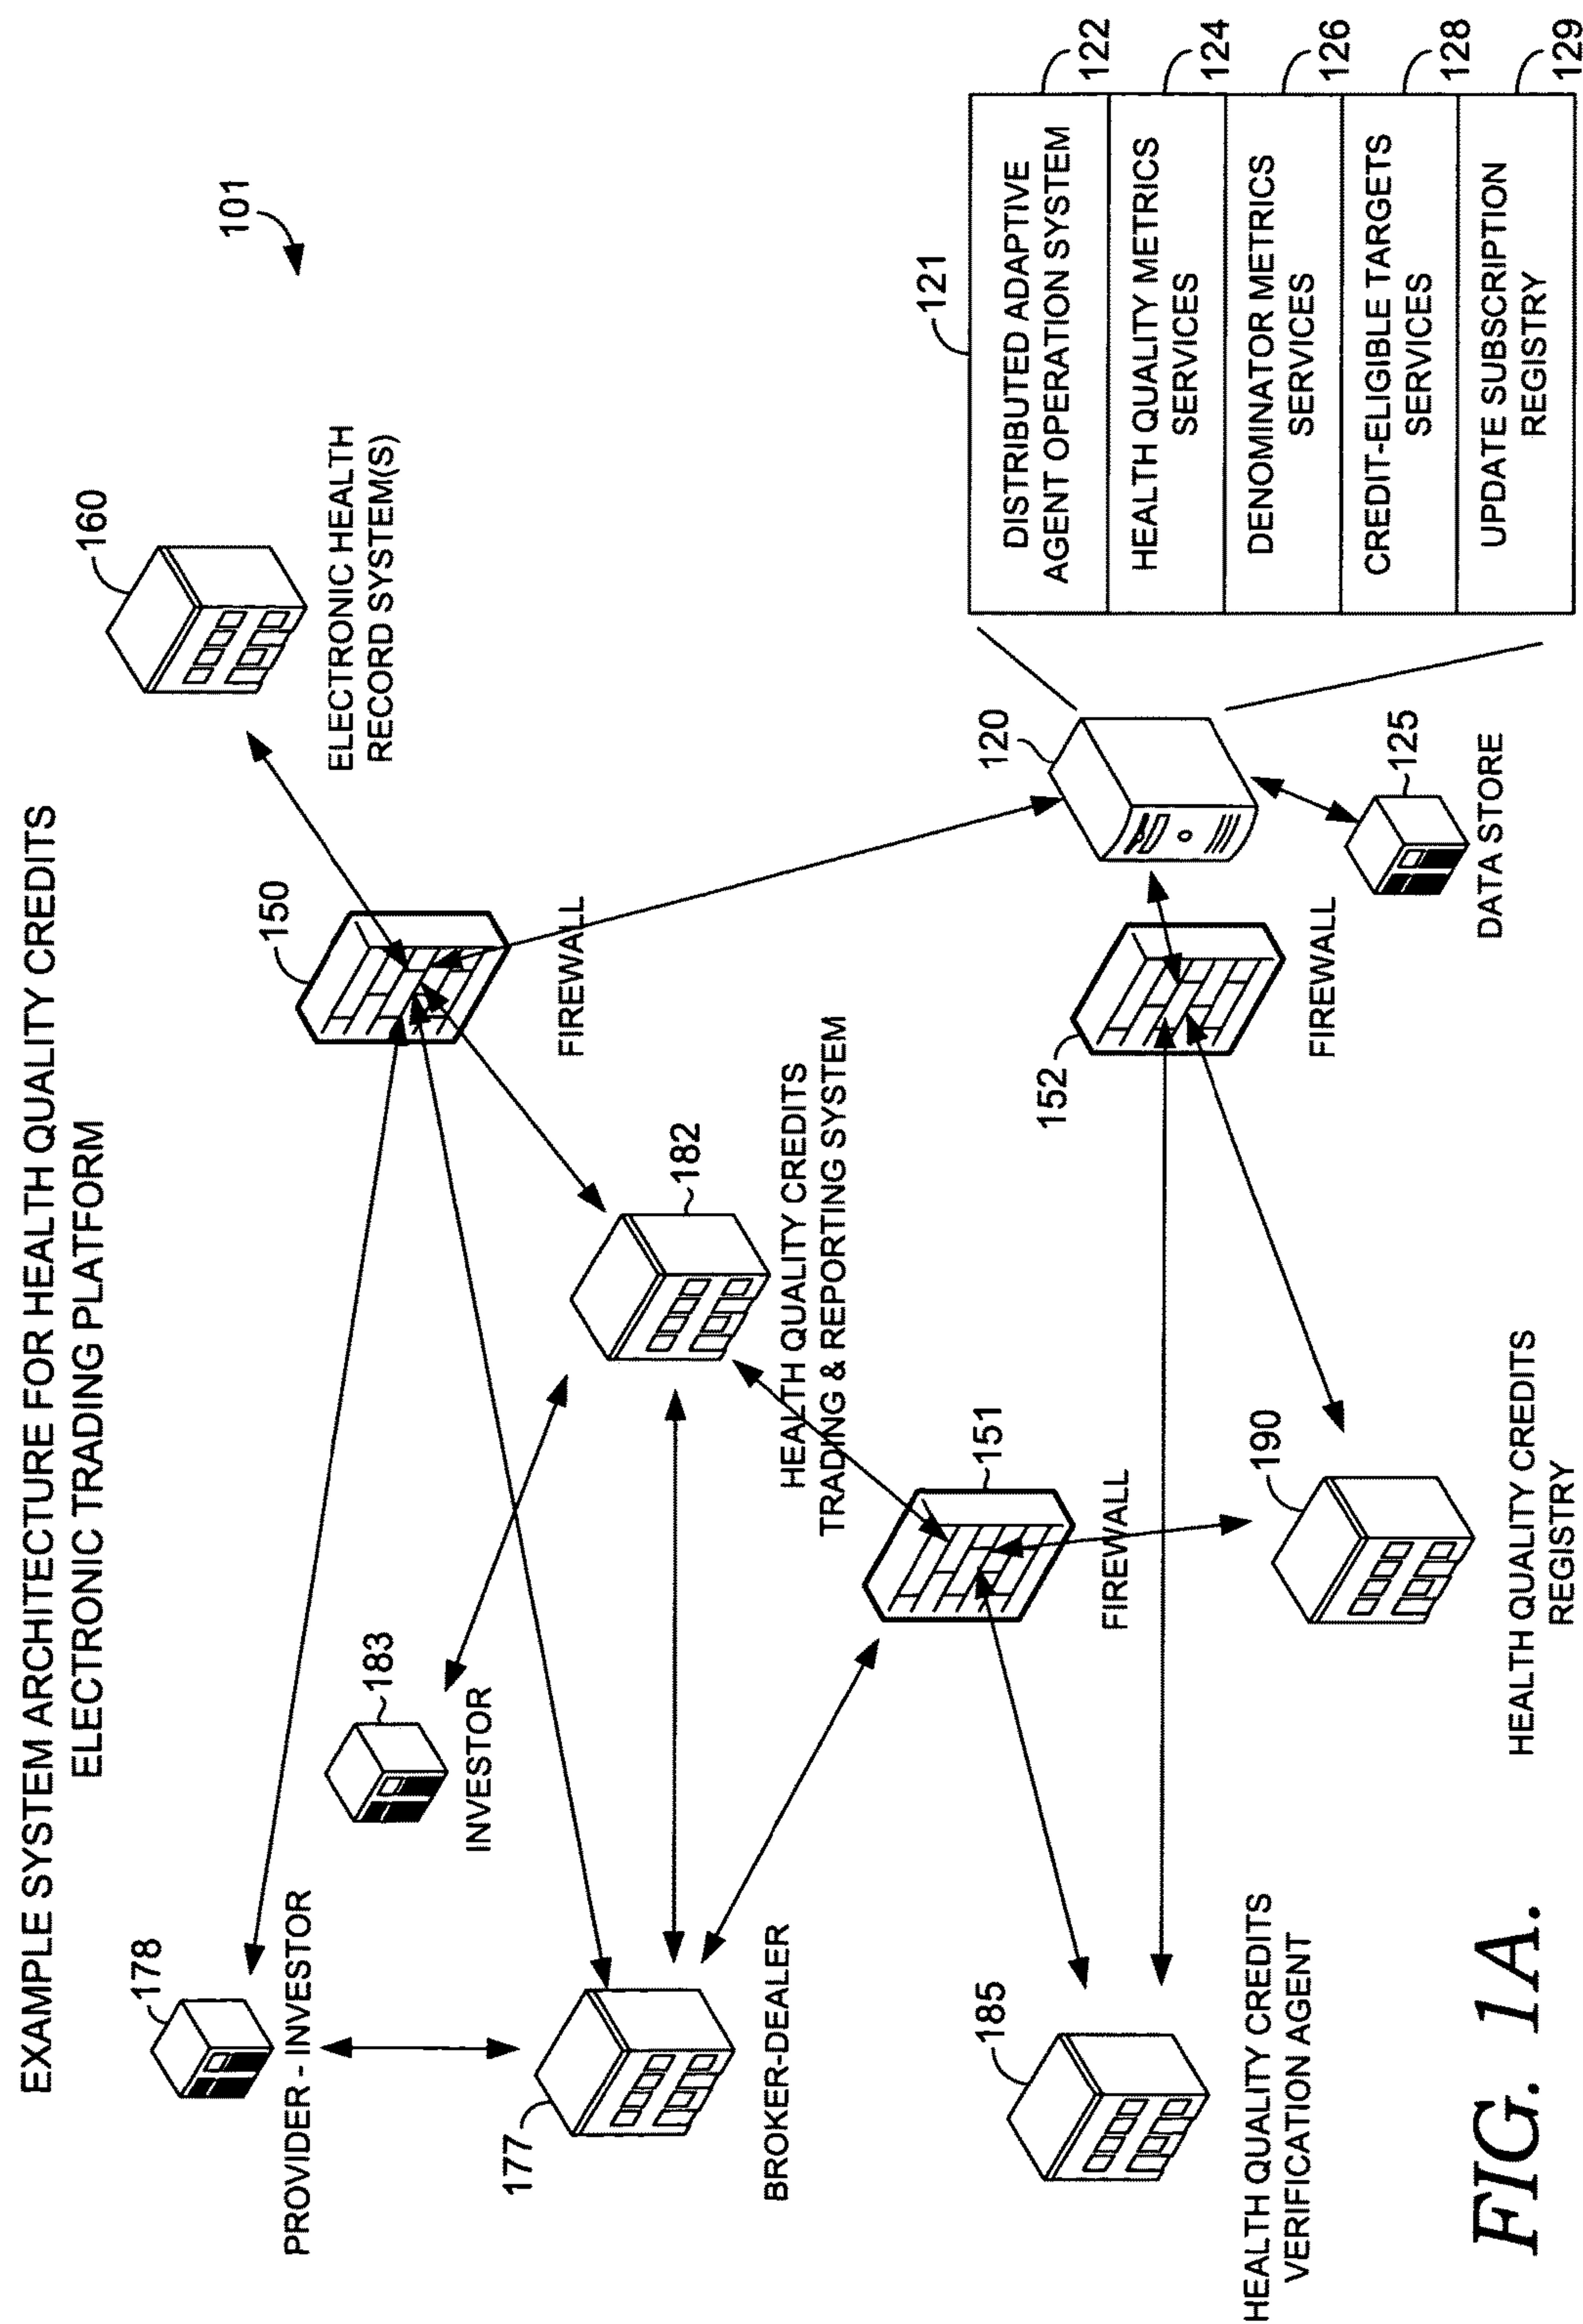 EXAMPLE SYSTEM ARCHITECTURE FOR HEALTH QUALITY CREDITS
ELECTRONIC TRADING PLATFORM
101
178
PROVIDER - INVESTOR
183
INVESTOR
150
FIREWALL
160
ELECTRONIC HEALTH
RECORD SYSTEM(S)
177
BROKER-DEALER
182
HEALTH QUALITY CREDITS
TRADING & REPORTING SYSTEM
151
FIREWALL
185
HEALTH QUALITY CREDITS
VERIFICATION AGENT
190
HEALTH QUALITY CREDITS
REGISTRY
152
FIREWALL
120
125
DATA STORE
121
DISTRIBUTED ADAPTIVE
AGENT OPERATION SYSTEM
122
HEALTH QUALITY METRICS
SERVICES
124
DENOMINATOR METRICS
SERVICES
126
CREDIT-ELIGIBLE TARGETS
SERVICES
128
UPDATE SUBSCRIPTION
REGISTRY
129
FIG. 1A.